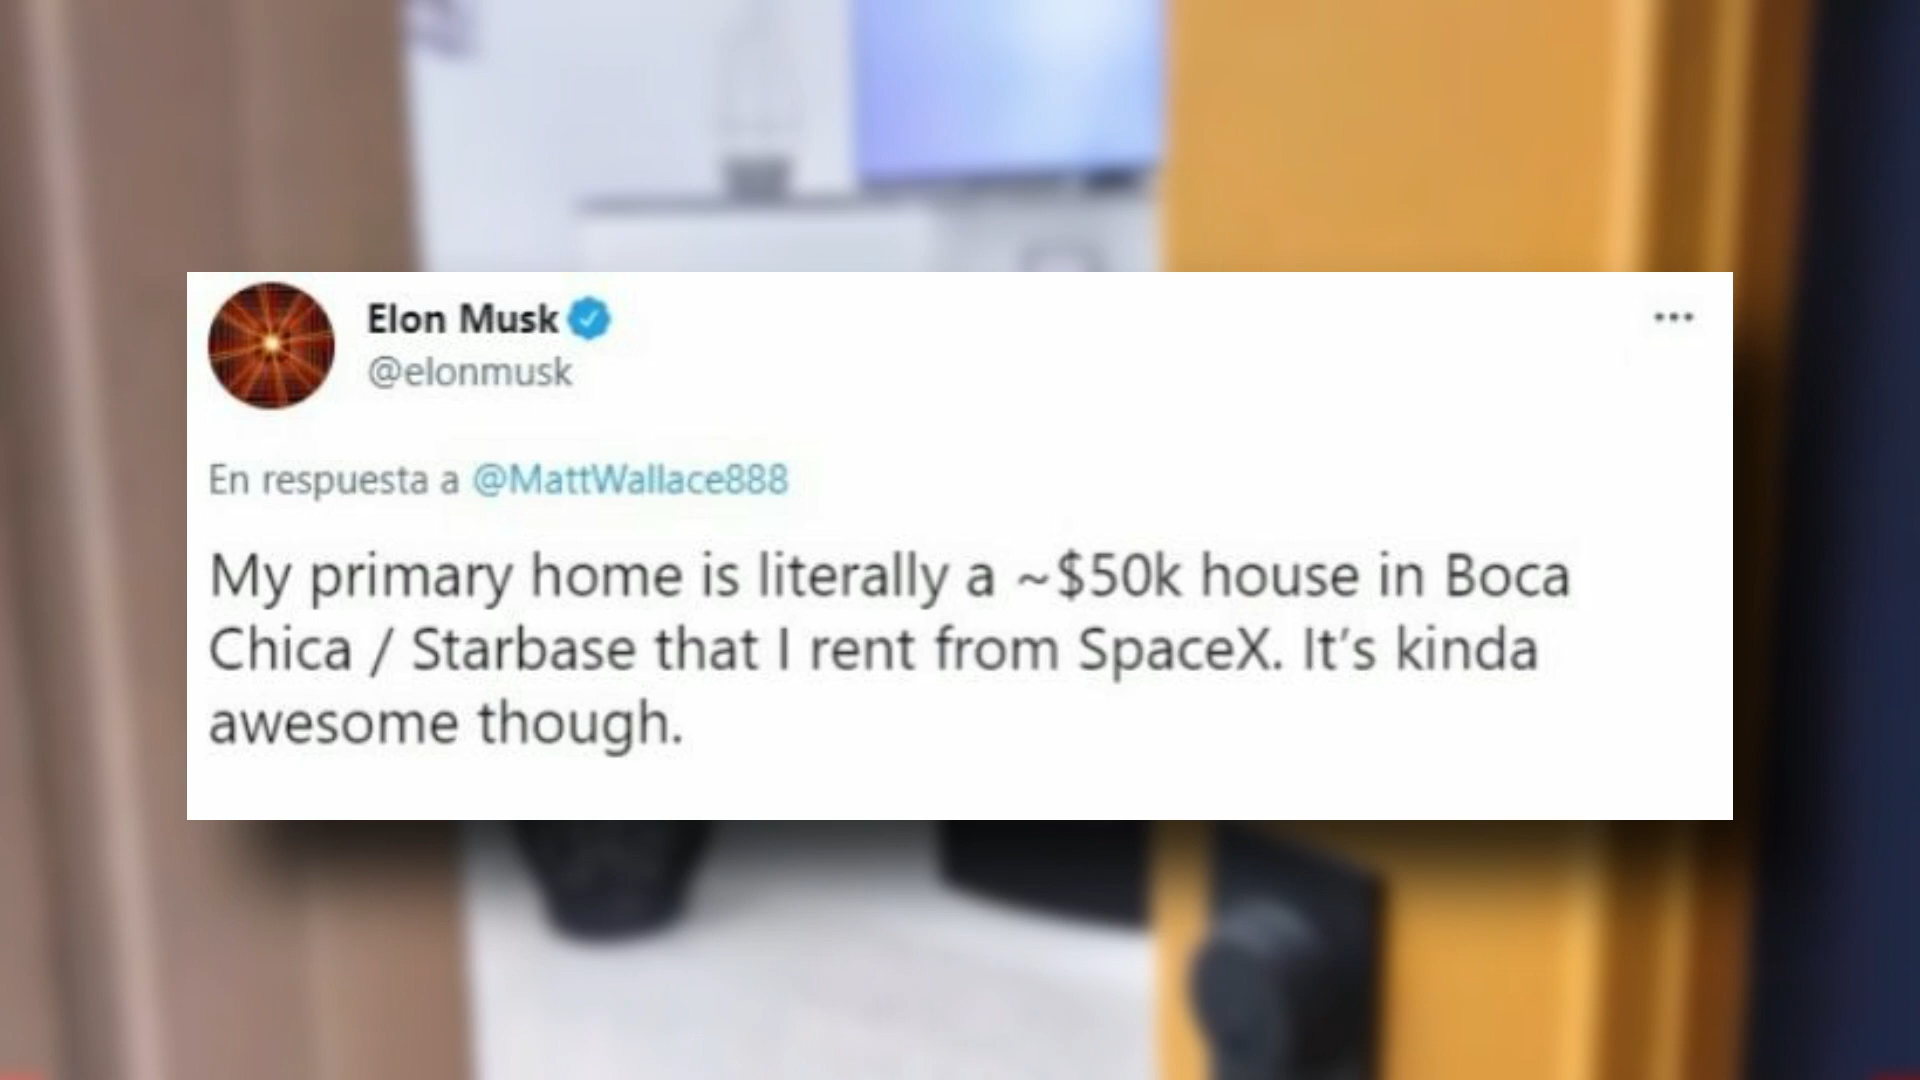 Elon Musk
@elonmusk
En respuesta a @MattWallace888
My primary home is literally a ~$50k house in Boca
Chica / Starbase that I rent from SpaceX. It's kinda
awesome though.